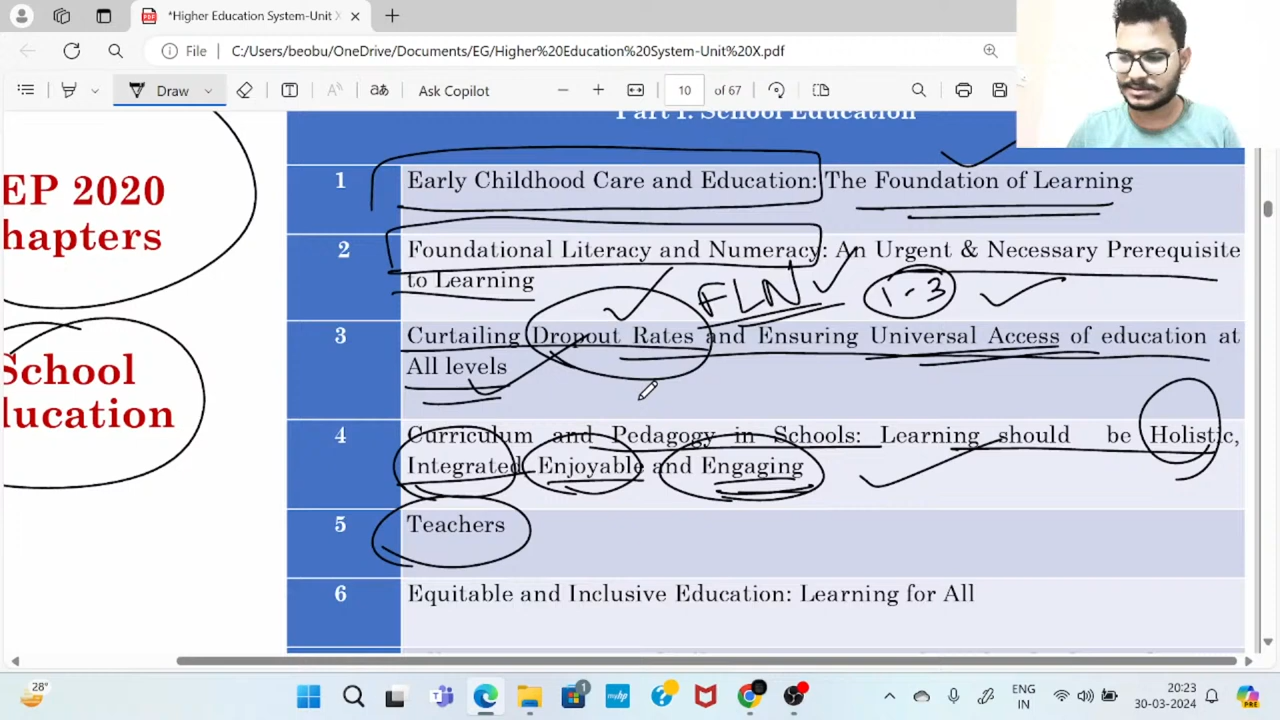 *Higher Education System-Unit X
File
C:/Users/beobu/OneDrive/Documents/EG/Higher%20Education%20System-Unit%20X.pdf
Draw
Ask Copilot
10 of 67
Part I. School Education
EP 2020
hapters
School
ducation
1 Early Childhood Care and Education: The Foundation of Learning
2 Foundational Literacy and Numeracy: An Urgent & Necessary Prerequisite
to Learning
FLN
1-3
3 Curtailing Dropout Rates and Ensuring Universal Access of education at
All levels
4 Curriculum and Pedagogy in Schools: Learning should be Holistic,
Integrated, Enjoyable and Engaging
5 Teachers
6 Equitable and Inclusive Education: Learning for All
28°
ENG
IN
20:23
30-03-2024